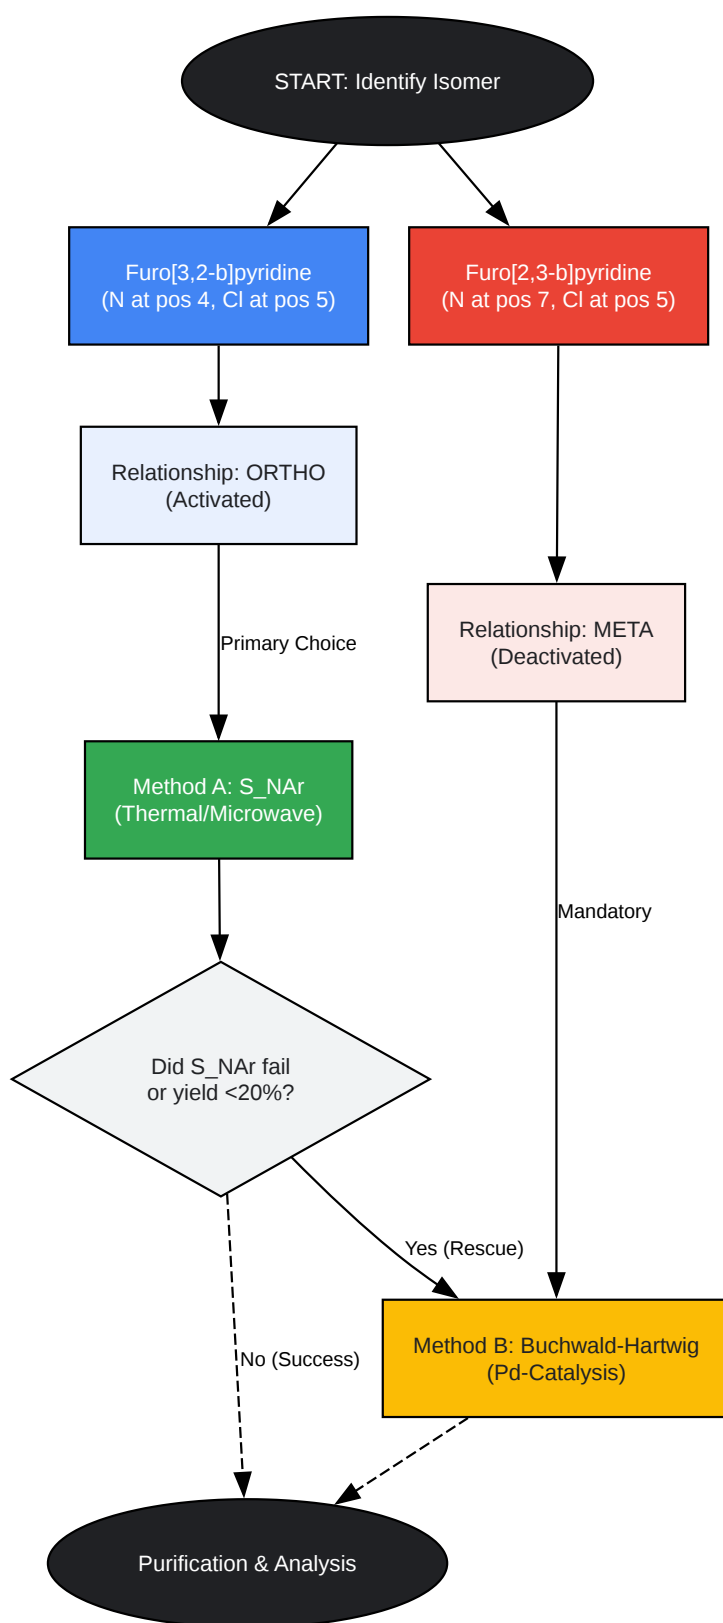 START: Identify Isomer
Furo[3,2-b]pyridine
(N at pos 4, Cl at pos 5)
Furo[2,3-b]pyridine
(N at pos 7, Cl at pos 5)
Relationship: ORTHO
(Activated)
Relationship: META
(Deactivated)
Primary Choice
Method A: S_NAr
(Thermal/Microwave)
Mandatory
Did S_NAr fail
or yield <20%?
Yes (Rescue)
No (Success)
Method B: Buchwald-Hartwig
(Pd-Catalysis)
Purification & Analysis